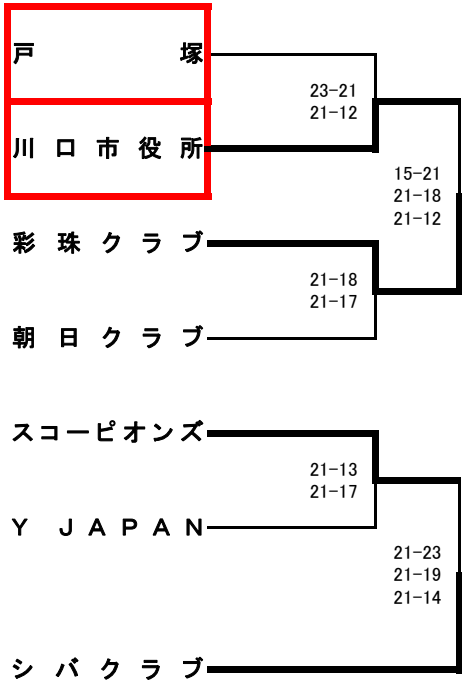 戸塚
23-21
21-12
川口市役所
15-21
21-18
21-12
彩珠クラブ
21-18
21-17
朝日クラブ
スコーピオンズ
21-13
21-17
Y JAPAN
21-23
21-19
21-14
シバクラブ